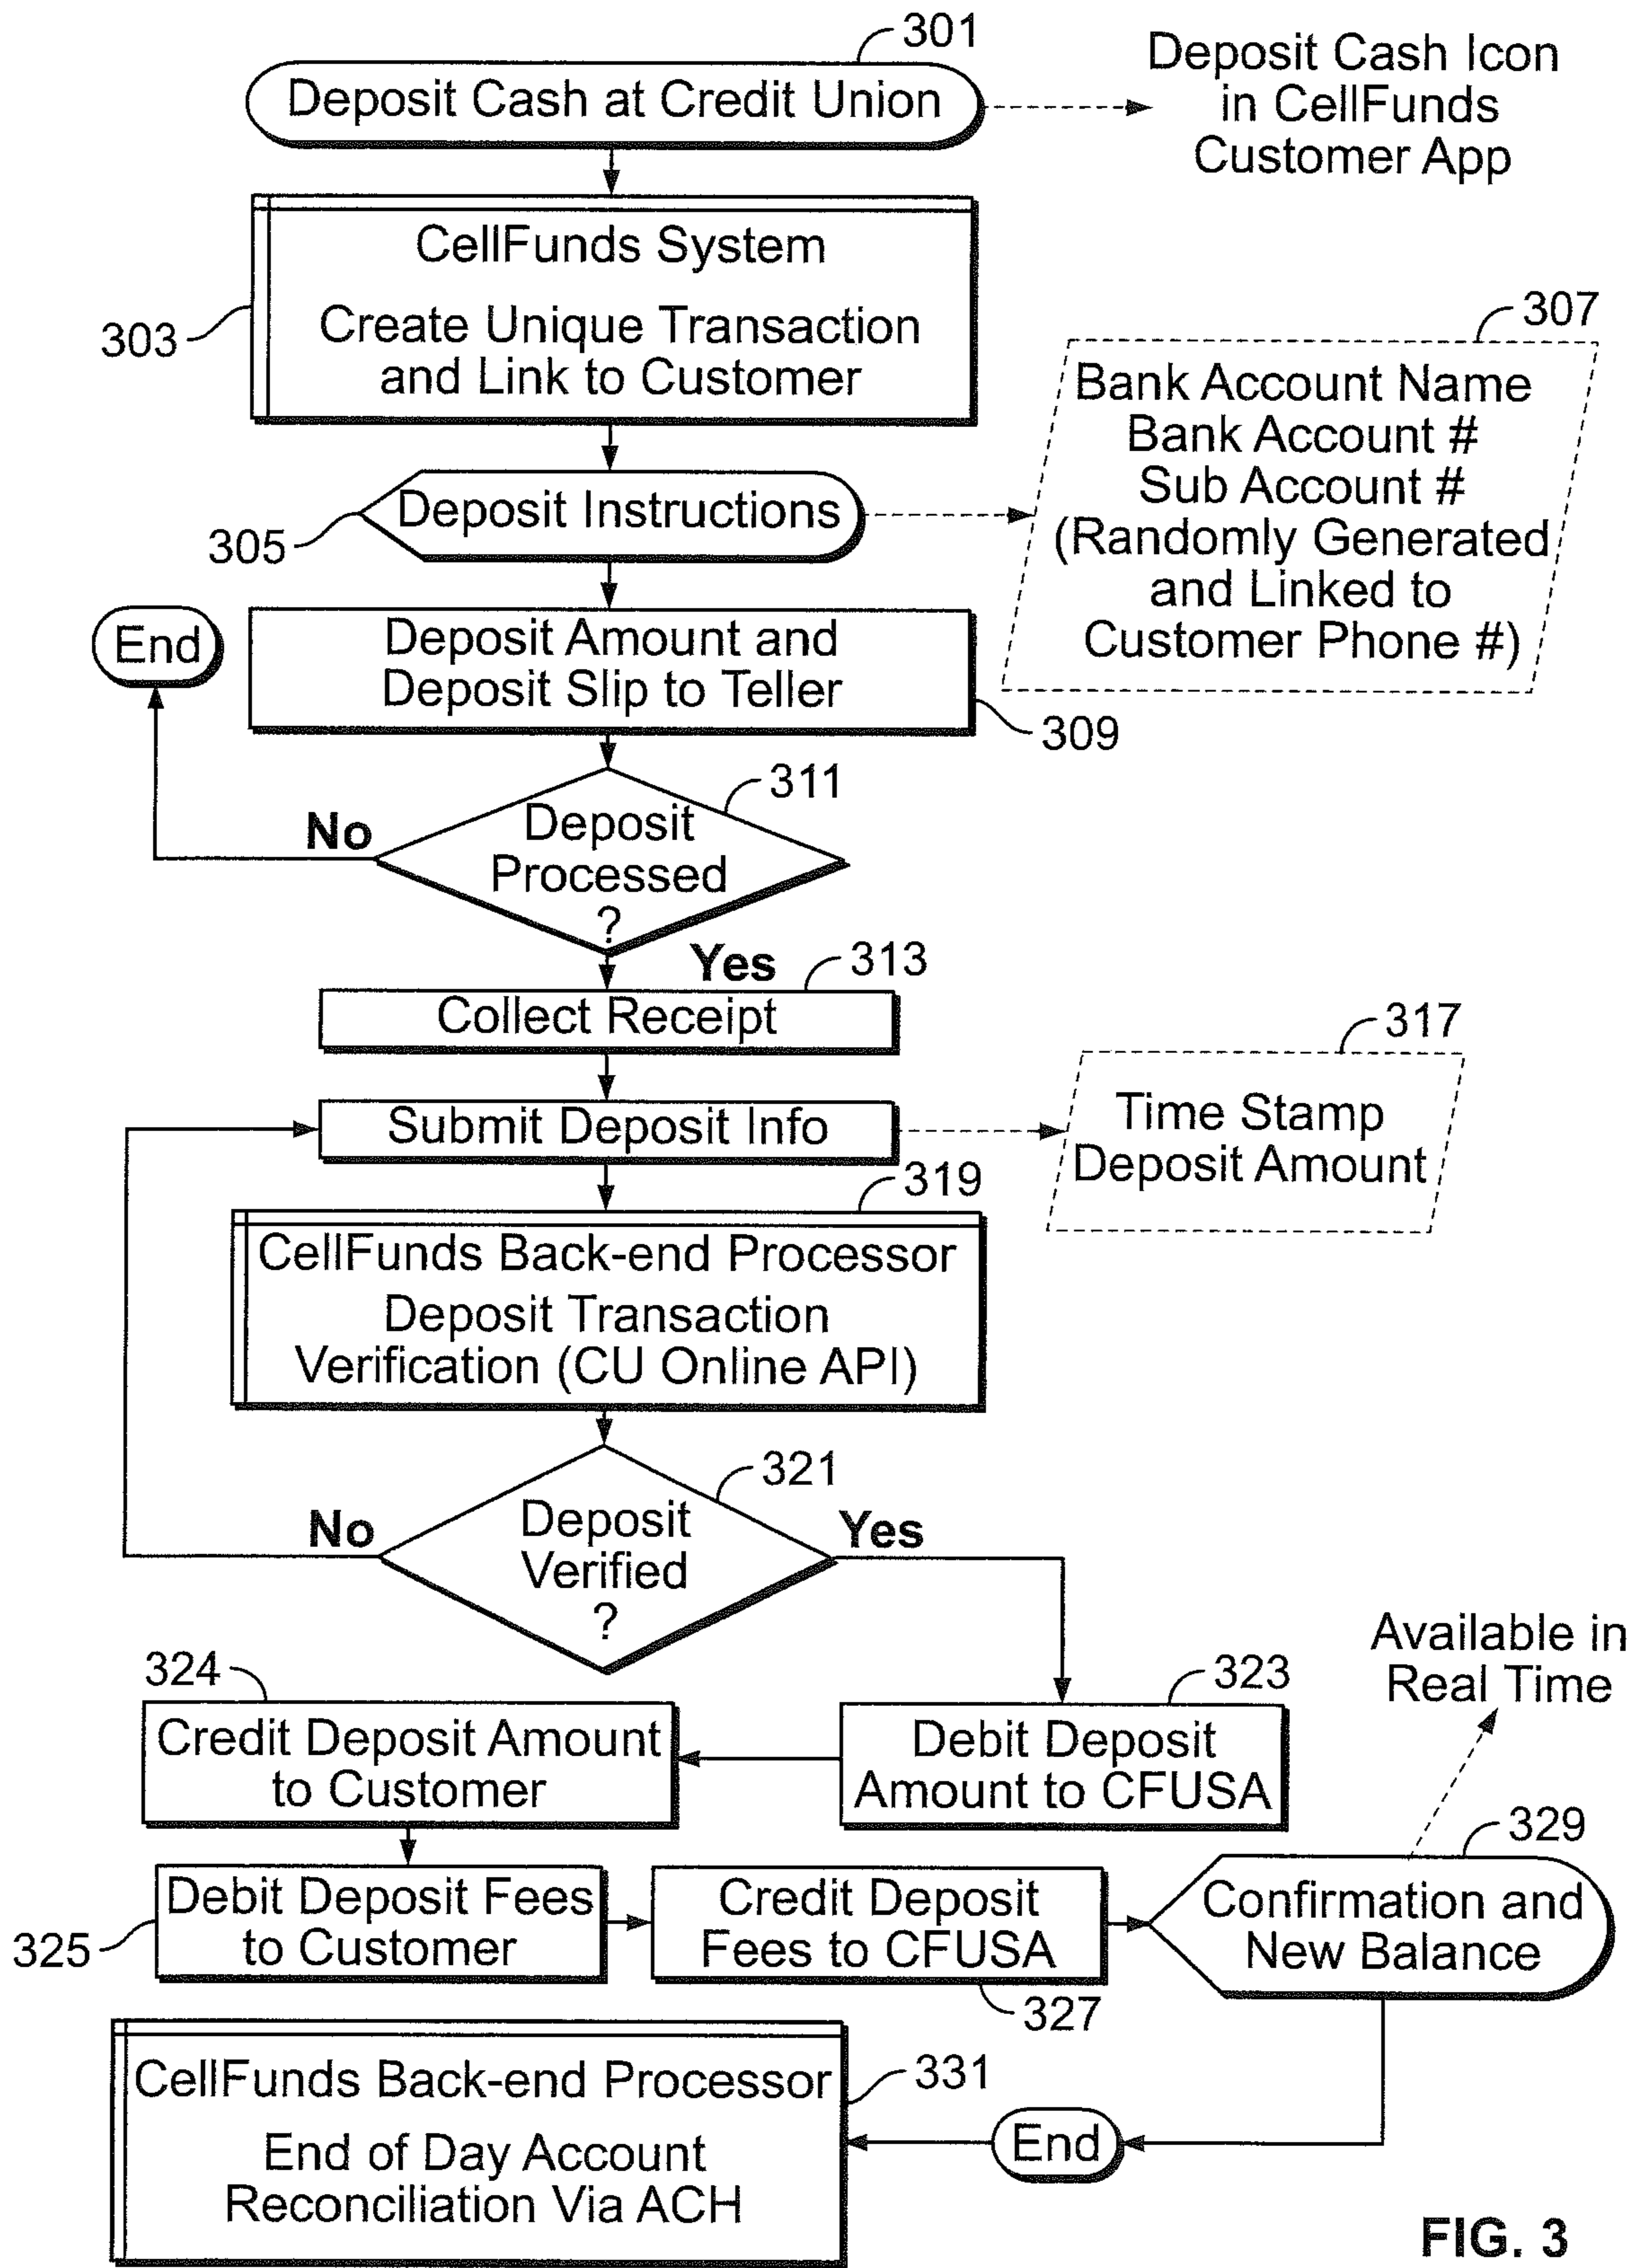 301
Deposit Cash at Credit Union
Deposit Cash Icon
in CellFunds
Customer App
CellFunds System
Create Unique Transaction
and Link to Customer
303
307
Bank Account Name
Bank Account #
Sub Account #
(Randomly Generated
and Linked to
Customer Phone #)
Deposit Instructions
305
End
Deposit Amount and
Deposit Slip to Teller
309
311
Deposit
Processed
?
No
Yes
313
Collect Receipt
317
Submit Deposit Info
Time Stamp
Deposit Amount
319
CellFunds Back-end Processor
Deposit Transaction
Verification (CU Online API)
321
Deposit
Verified
?
No
Yes
Available in
Real Time
324
Credit Deposit Amount
to Customer
323
Debit Deposit
Amount to CFUSA
329
Debit Deposit Fees
to Customer
325
Credit Deposit
Fees to CFUSA
327
Confirmation and
New Balance
CellFunds Back-end Processor
End of Day Account
Reconciliation Via ACH
331
End
FIG. 3